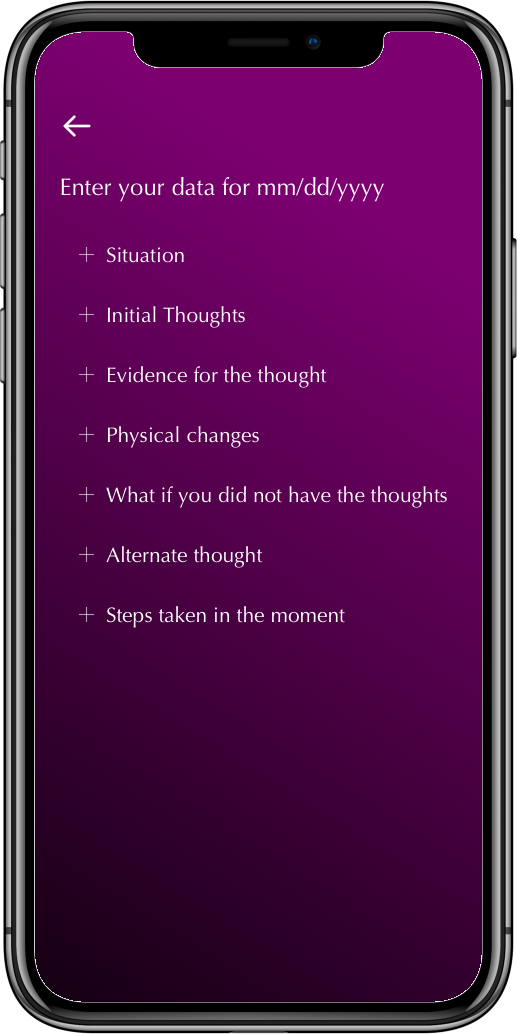 Enter your data for mm/dd/yyyy
Situation
Initial Thoughts
Evidence for the thought
Physical changes
What if you did not have the thoughts
Alternate thought
Steps taken in the moment